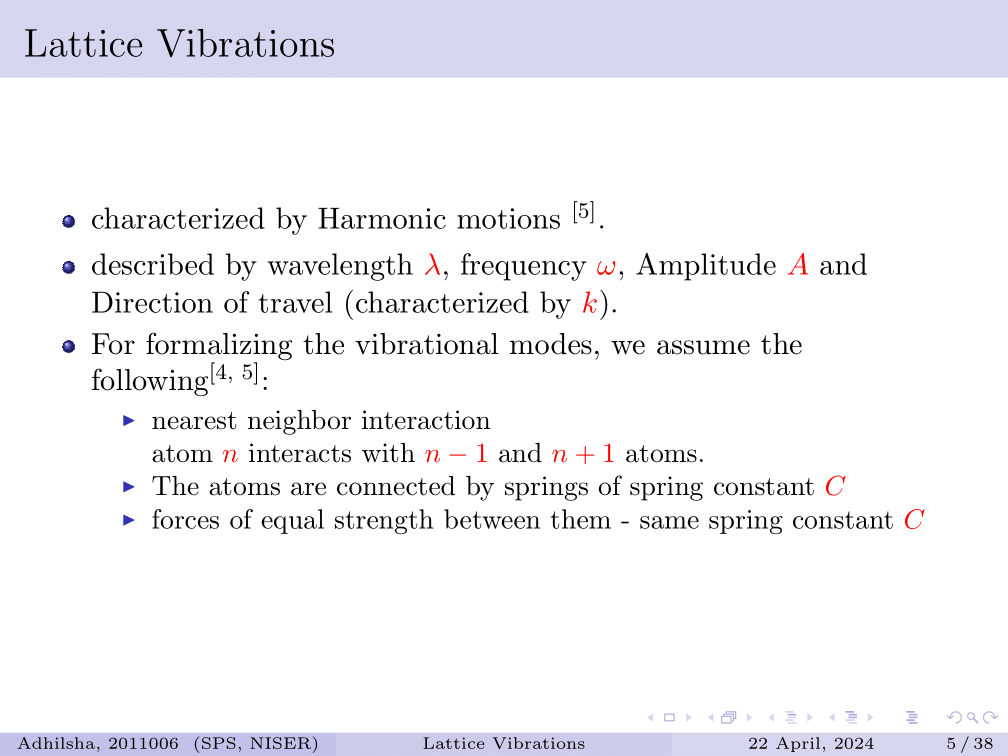 Lattice Vibrations
characterized by Harmonic motions [5].
described by wavelength λ, frequency ω, Amplitude A and
Direction of travel (characterized by k).
For formalizing the vibrational modes, we assume the
following[4, 5]:
nearest neighbor interaction
atom n interacts with n − 1 and n + 1 atoms.
The atoms are connected by springs of spring constant C
forces of equal strength between them - same spring constant C
Adhilsha, 2011006 (SPS, NISER) Lattice Vibrations 22 April, 2024 5 / 38